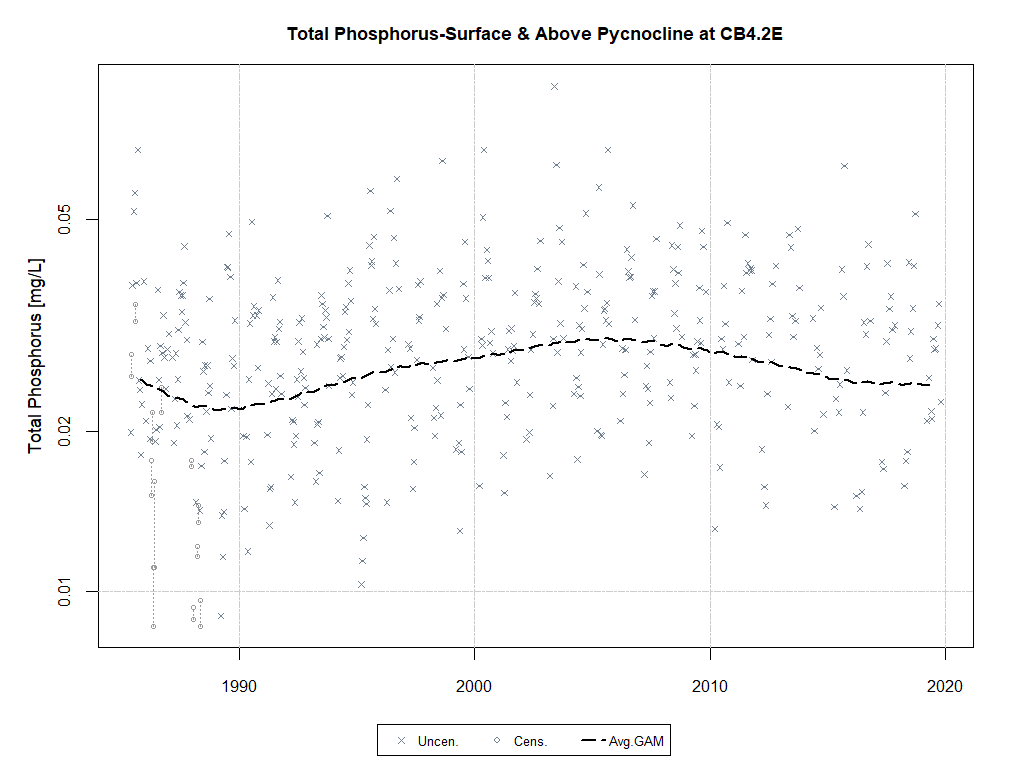 Total Phosphorus-Surface & Above Pycnocline at CB4.2E
Total Phosphorus [mg/L]
0.05
0.02
0.01
1990 2000 2010 2020
Uncen. Cens. Avg.GAM